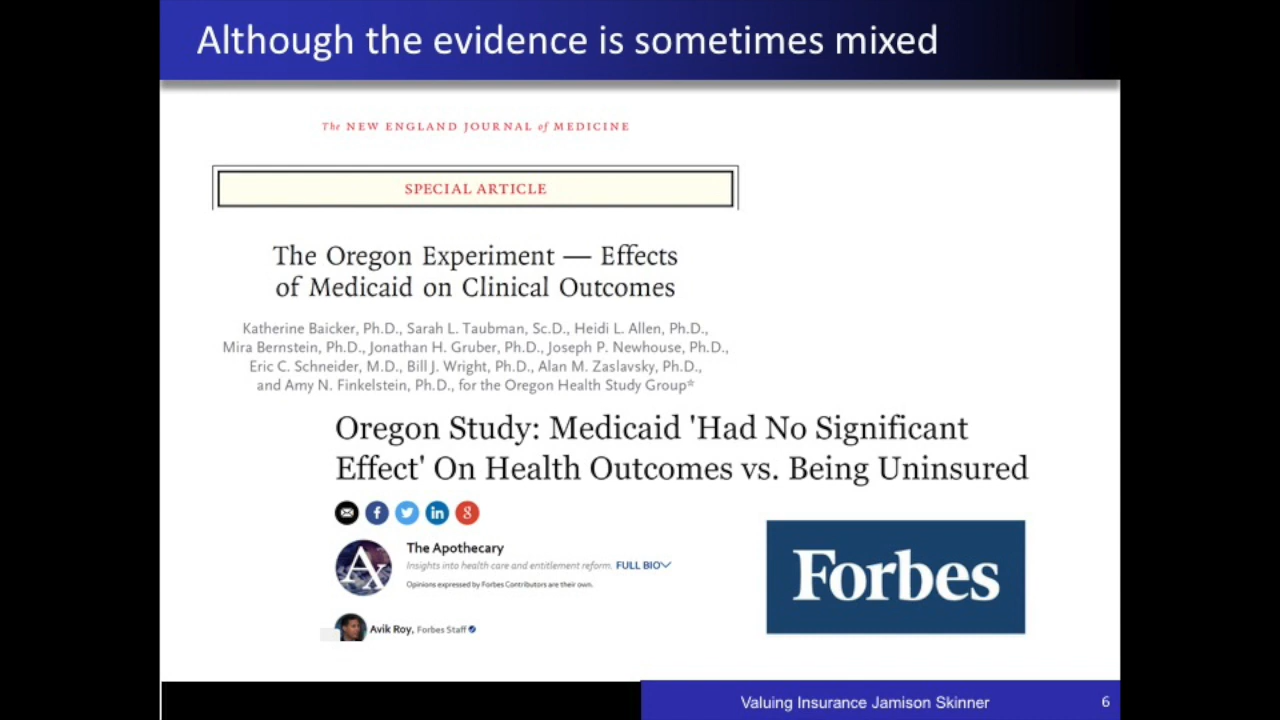 Although the evidence is sometimes mixed
The NEW ENGLAND JOURNAL of MEDICINE
SPECIAL ARTICLE
The Oregon Experiment — Effects
of Medicaid on Clinical Outcomes
Katherine Baicker, Ph.D., Sarah L. Taubman, Sc.D., Heidi L. Allen, Ph.D.,
Mira Bernstein, Ph.D., Jonathan H. Gruber, Ph.D., Joseph P. Newhouse, Ph.D.,
Eric C. Schneider, M.D., Bill J. Wright, Ph.D., Alan M. Zaslavsky, Ph.D.,
and Amy N. Finkelstein, Ph.D., for the Oregon Health Study Group*
Oregon Study: Medicaid 'Had No Significant
Effect' On Health Outcomes vs. Being Uninsured
The Apothecary
Insights into health care and entitlement reform. FULL BIO
Opinions expressed by Forbes Contributors are their own.
Avik Roy, Forbes Staff
Forbes
Valuing Insurance Jamison Skinner
6